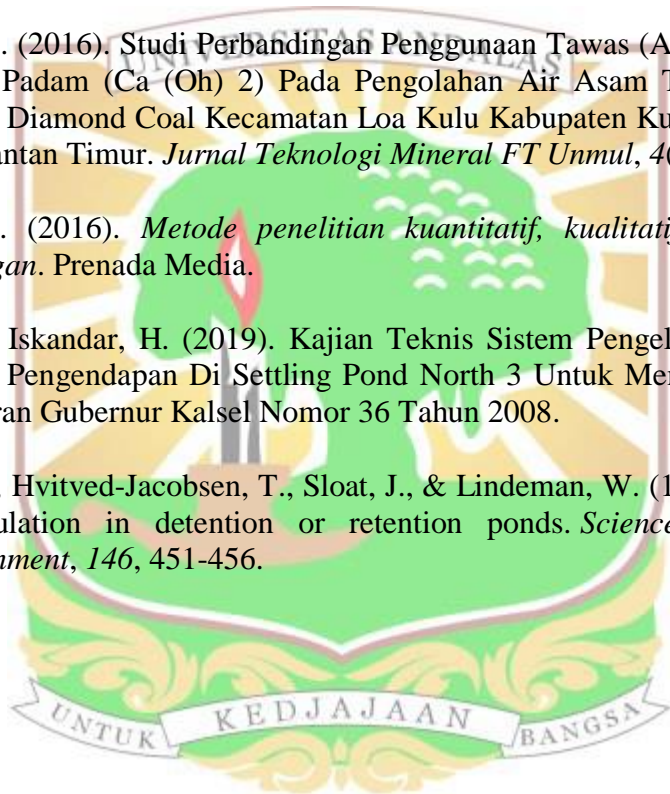 . (2016). Studi Perbandingan Penggunaan Tawas (A
Padam (Ca (Oh) 2) Pada Pengolahan Air Asam T
Diamond Coal Kecamatan Loa Kulu Kabupaten Ku
antan Timur. Jurnal Teknologi Mineral FT Unmul, 4(
. (2016). Metode penelitian kuantitatif, kualitatif
gan. Prenada Media.
Iskandar, H. (2019). Kajian Teknis Sistem Pengel
Pengendapan Di Settling Pond North 3 Untuk Me
ran Gubernur Kalsel Nomor 36 Tahun 2008.
, Hvitved-Jacobsen, T., Sloat, J., & Lindeman, W. (1
ulation in detention or retention ponds. Science
nment, 146, 451-456.
UNIVERSITAS ANDALAS
UNTUK KEDJAJAAN BANGSA